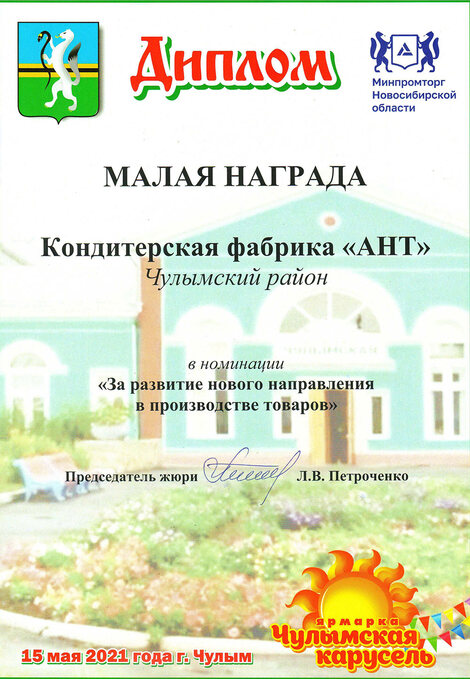 Диплом
Минпромторг
Новосибирской
области
МАЛАЯ НАГРАДА
Кондитерская фабрика «АНТ»
Чулымский район
ЧУЛЫМСКАЯ
в номинации
«За развитие нового направления
в производстве товаров»
Председатель жюри
Л.В. Петроченко
ярмарка
Чулымская
карусель
15 мая 2021 года г. Чулым